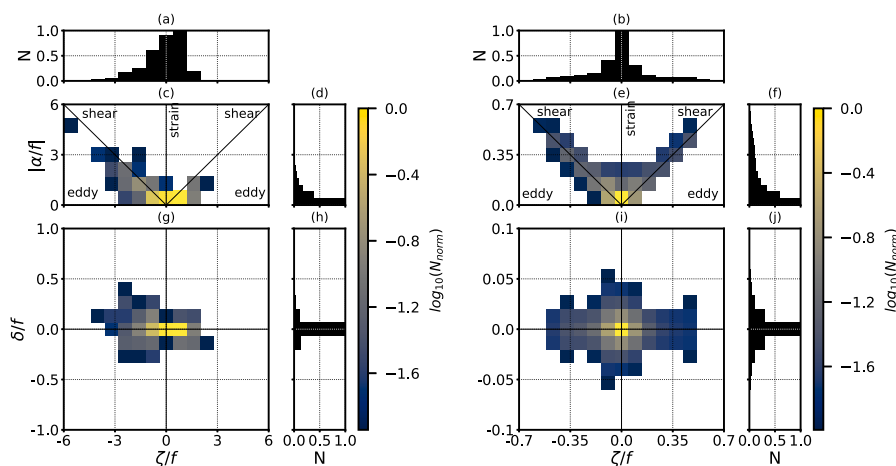 (a)
1.0
0.5
0.0
N
(b)
1.0
0.5
0.0
N
(c)
6
3
0
|α/f|
shear
strain
shear
eddy
eddy
(d)
0.0
−0.4
−0.8
−1.2
−1.6
log10(Nnorm)
(e)
0.7
0.35
0.0
shear
strain
shear
eddy
eddy
(f)
0.0
−0.4
−0.8
−1.2
−1.6
log10(Nnorm)
(g)
1.0
0.5
0.0
-0.5
-1.0
δ/f
-6
-3
0
3
6
ζ/f
(h)
0.0 0.5 1.0
N
(i)
0.1
0.05
0.0
-0.05
-0.1
-0.7
-0.35
0.0
0.35
0.7
ζ/f
(j)
0.0 0.5 1.0
N